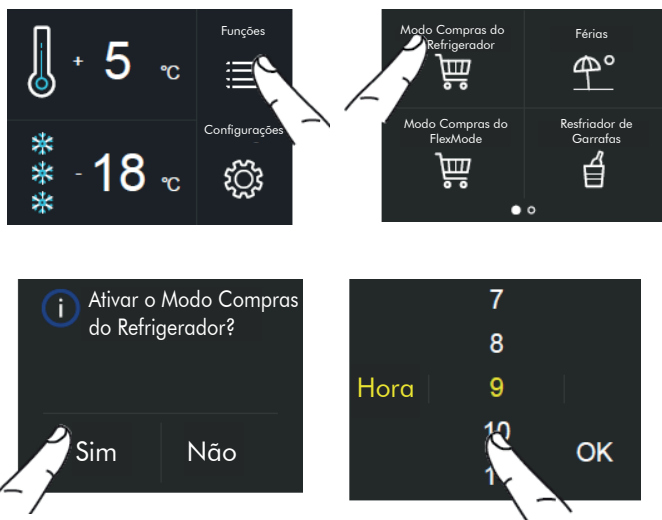 Funções
+ 5 °C
Configurações
- 18 °C
Modo Compras do
Refrigerador
Férias
Modo Compras do
FlexMode
Resfriador de
Garrafas
i
Ativar o Modo Compras
do Refrigerador?
Sim
Não
7
8
Hora
9
10
OK